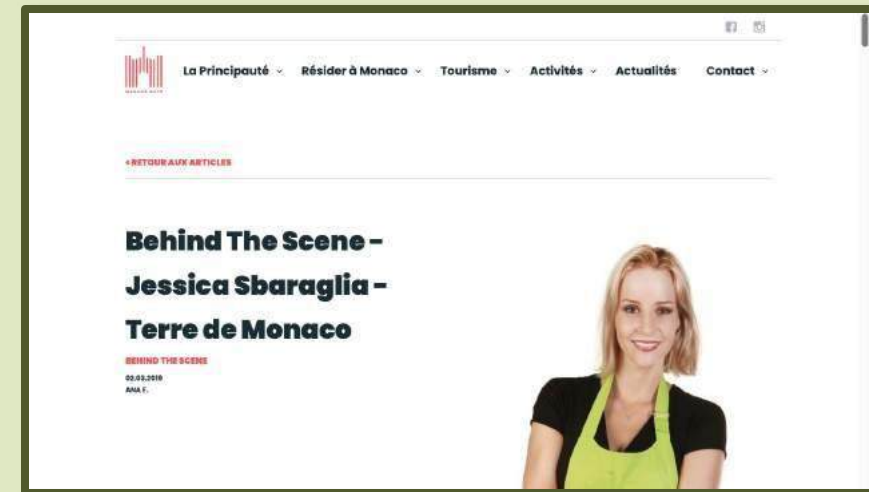 La Principauté Résider à Monaco Tourisme Activités Actualités Contact
< RETOUR AUX ARTICLES
Behind The Scene –
Jessica Sbaraglia –
Terre de Monaco
BEHIND THE SCENE
02.03.2019
ANA E.